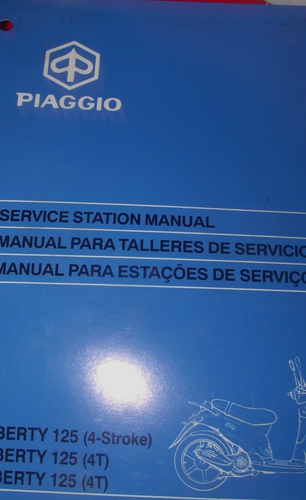 PIAGGIO
SERVICE STATION MANUAL
MANUAL PARA TALLERES DE SERVICIO
MANUAL PARA ESTAÇÕES DE SERVIÇO
BERTY 125 (4-Stroke)
BERTY 125 (4T)
BERTY 125 (4T)